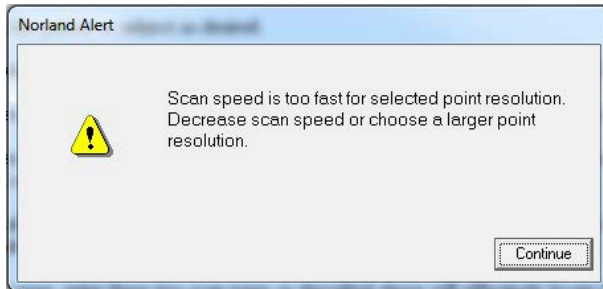 Norland Alert
Scan speed is too fast for selected point resolution.
Decrease scan speed or choose a larger point
resolution.
Continue